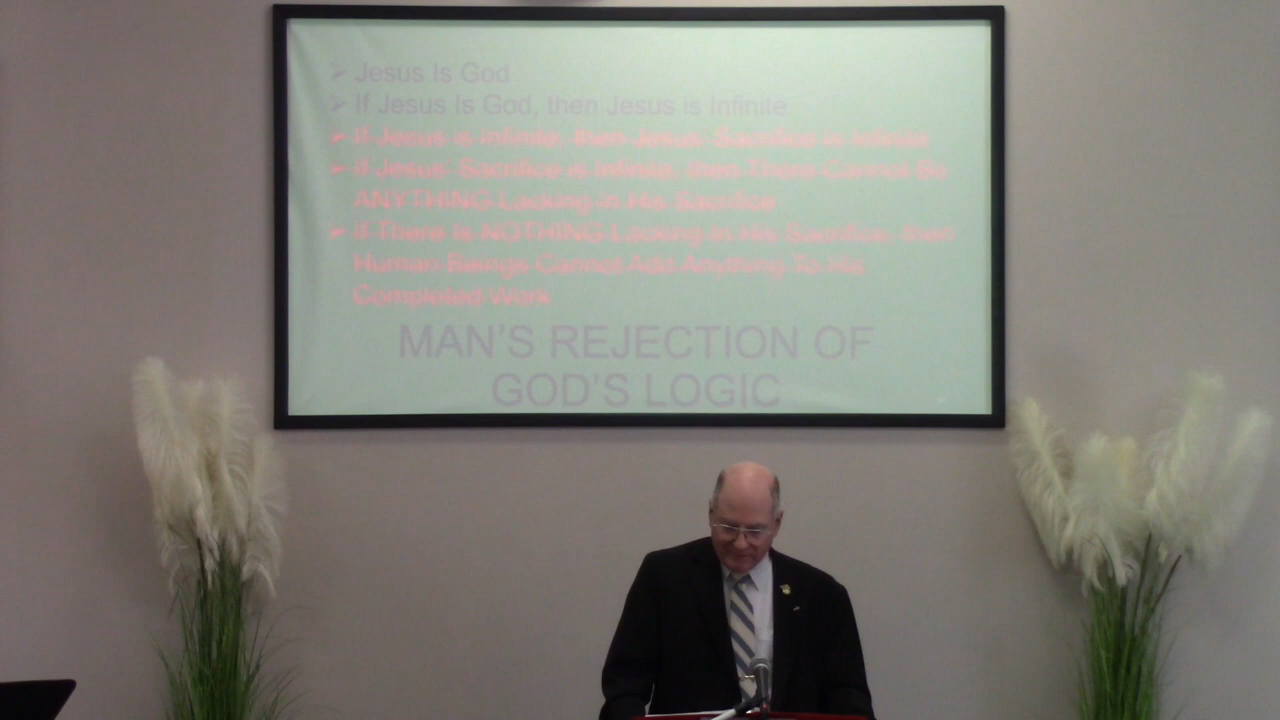 ➢ Jesus Is God
➢ If Jesus Is God, then Jesus is Infinite
➢ If Jesus is Infinite, then Jesus Sacrifice is Infinite
➢ If Jesus' Sacrifice is Infinite, then There Cannot Be
ANYTHING Lacking in His Sacrifice
➢ If There Is NOTHING Lacking in His Sacrifice, then
Human Beings Cannot Add Anything To His
Completed Work
MAN'S REJECTION OF
GOD'S LOGIC